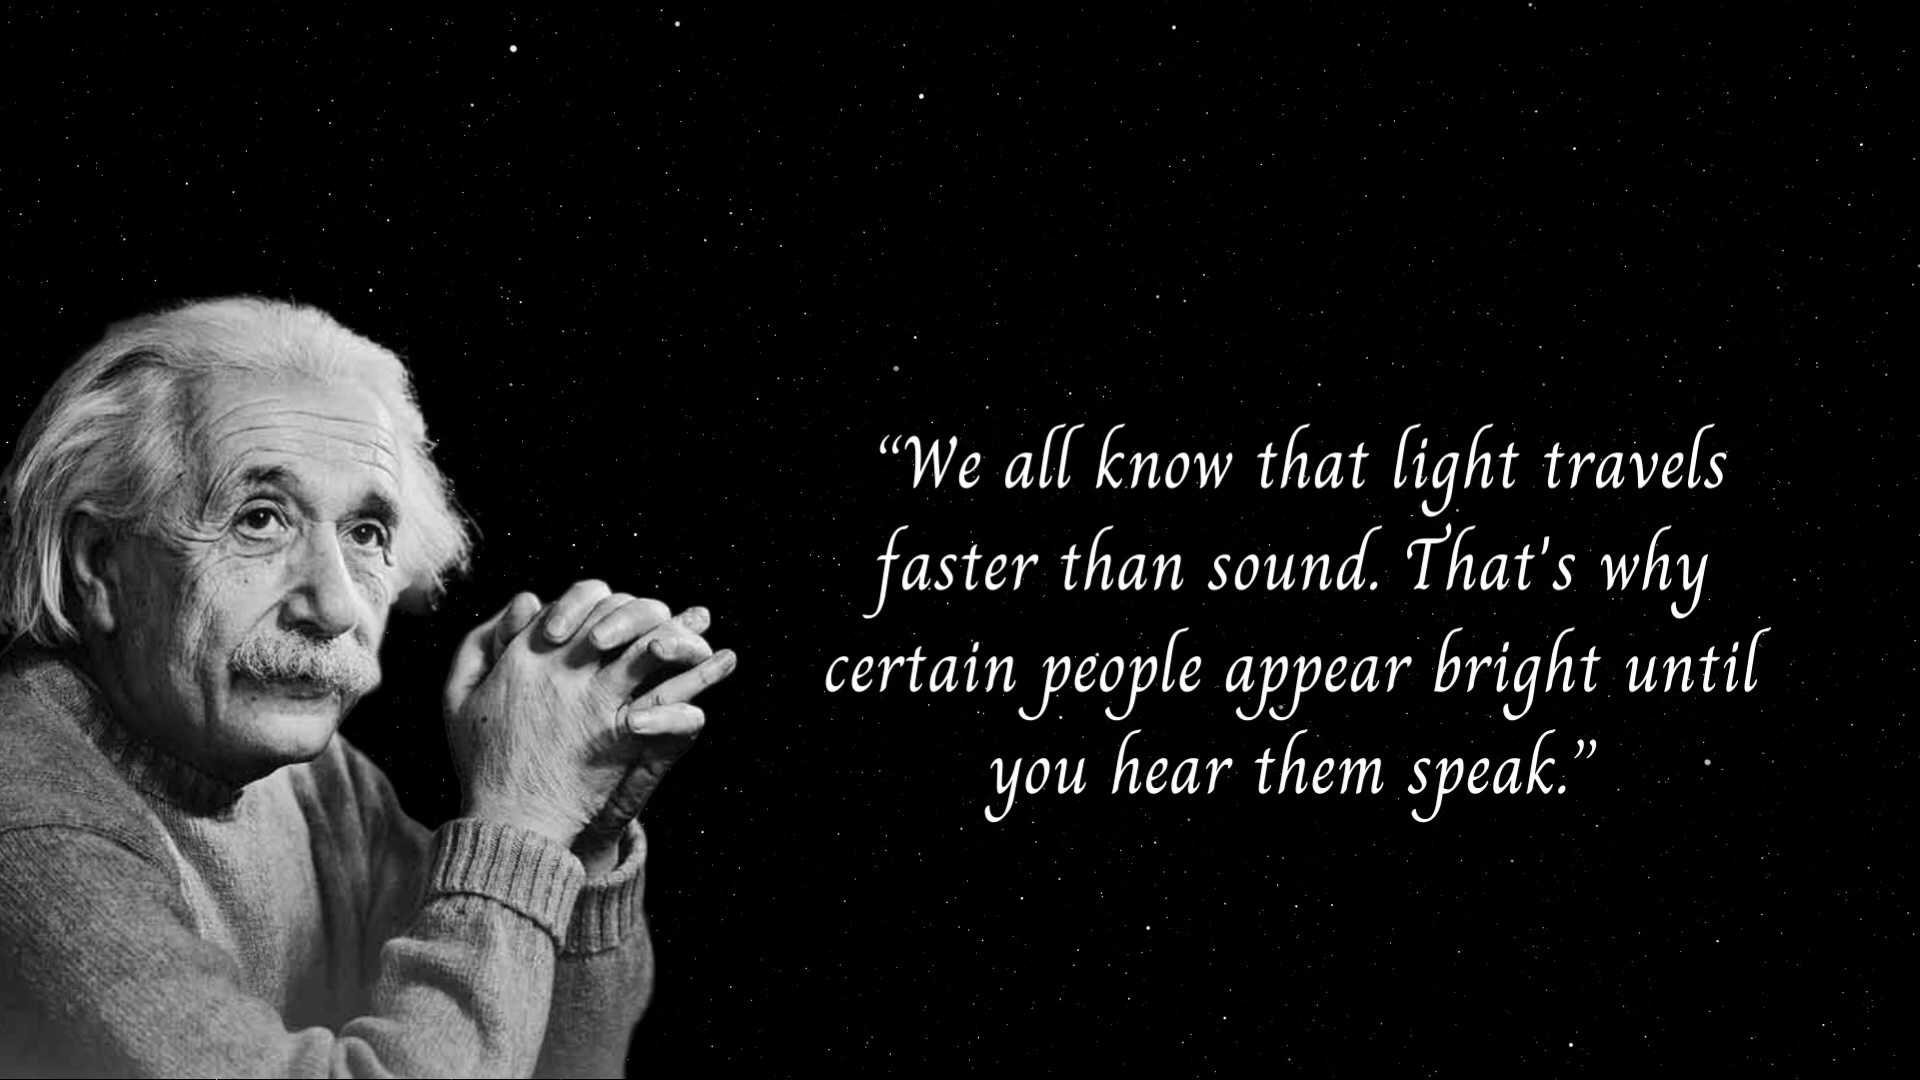 “We all know that light travels
faster than sound. That's why
certain people appear bright until
you hear them speak.”